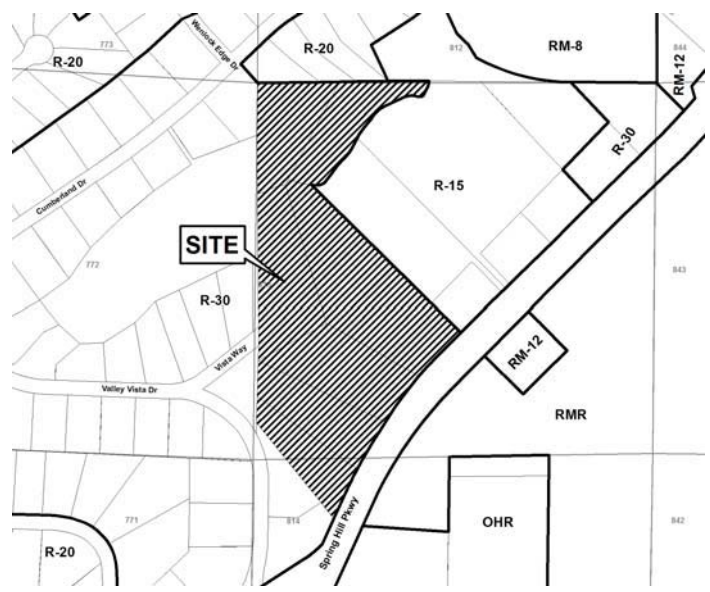 773
R-20
Wenlock Edge Dr
R-20
812
RM-8
844
RM-12
R-30
R-15
Cumberland Dr
SITE
772
843
R-30
Vista Way
RM-12
Valley Vista Dr
RMR
771
814
Spring Hill Pkwy
OHR
842
R-20